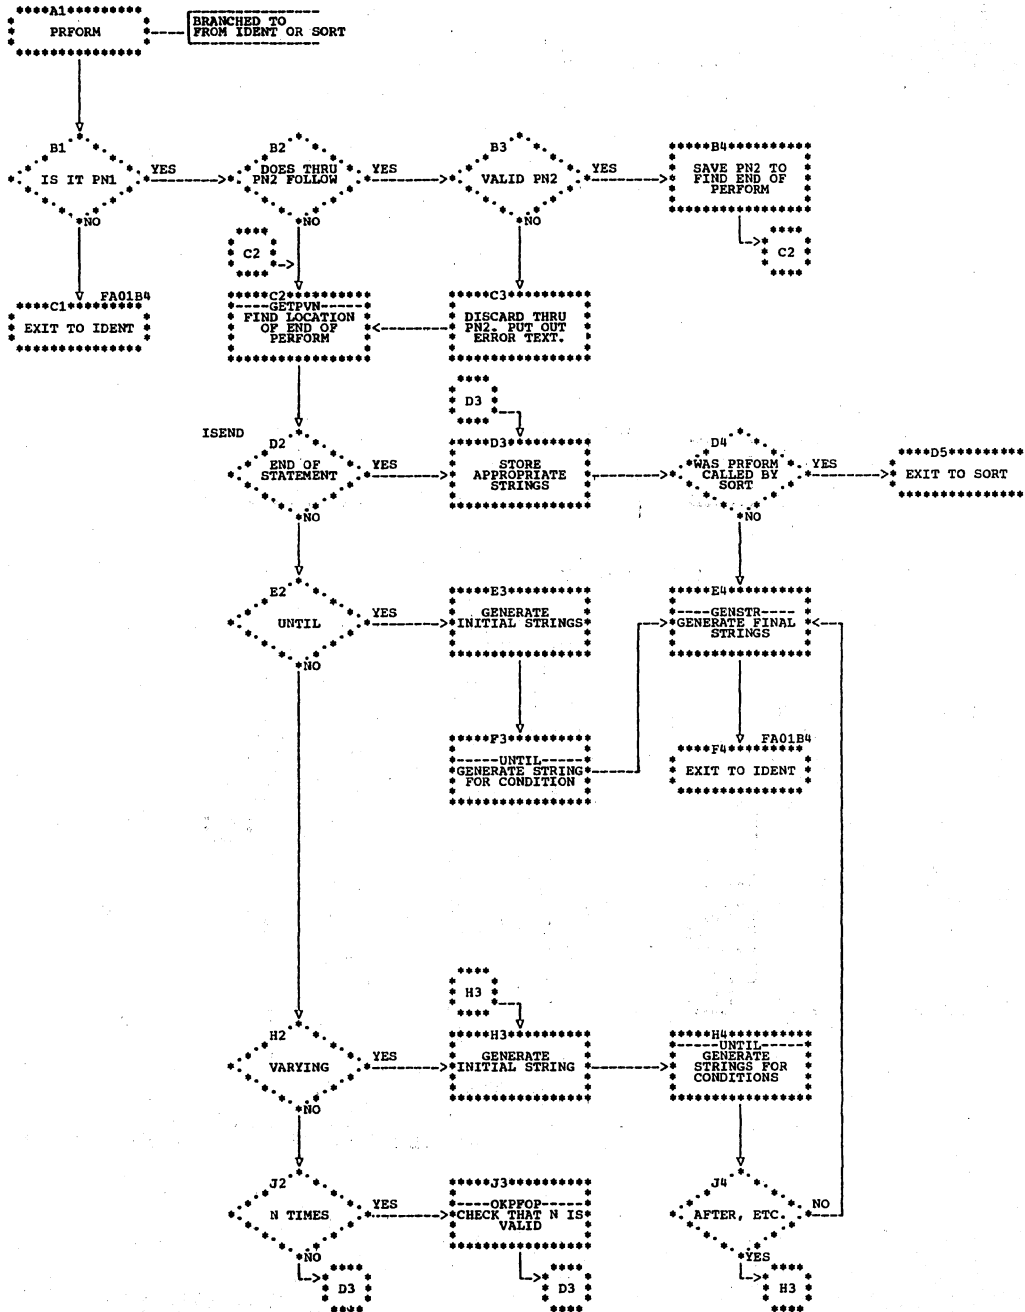 A1
PRFORM
BRANCHED TO
FROM IDENT OR SORT
B1
IS IT PN1
YES
NO
B2
DOES THRU
PN2 FOLLOW
YES
NO
B3
VALID PN2
YES
NO
B4
SAVE PN2 TO
FIND END OF
PERFORM
C2
C2
FA01B4
C1
EXIT TO IDENT
C2
GETPVN
FIND LOCATION
OF END OF
PERFORM
C3
DISCARD THRU
PN2. PUT OUT
ERROR TEXT.
D3
ISEND
D2
END OF
STATEMENT
YES
NO
D3
STORE
APPROPRIATE
STRINGS
D4
WAS PRFORM
CALLED BY
SORT
YES
NO
D5
EXIT TO SORT
E2
UNTIL
YES
NO
E3
GENERATE
INITIAL STRINGS
E4
GENSTR
GENERATE FINAL
STRINGS
F3
UNTIL
GENERATE STRING
FOR CONDITION
FA01B4
F4
EXIT TO IDENT
H3
H2
VARYING
YES
NO
H3
GENERATE
INITIAL STRING
H4
UNTIL
GENERATE
STRINGS FOR
CONDITIONS
J2
N TIMES
YES
NO
J3
OKPFOP
CHECK THAT N IS
VALID
J4
AFTER, ETC.
NO
YES
D3
D3
H3